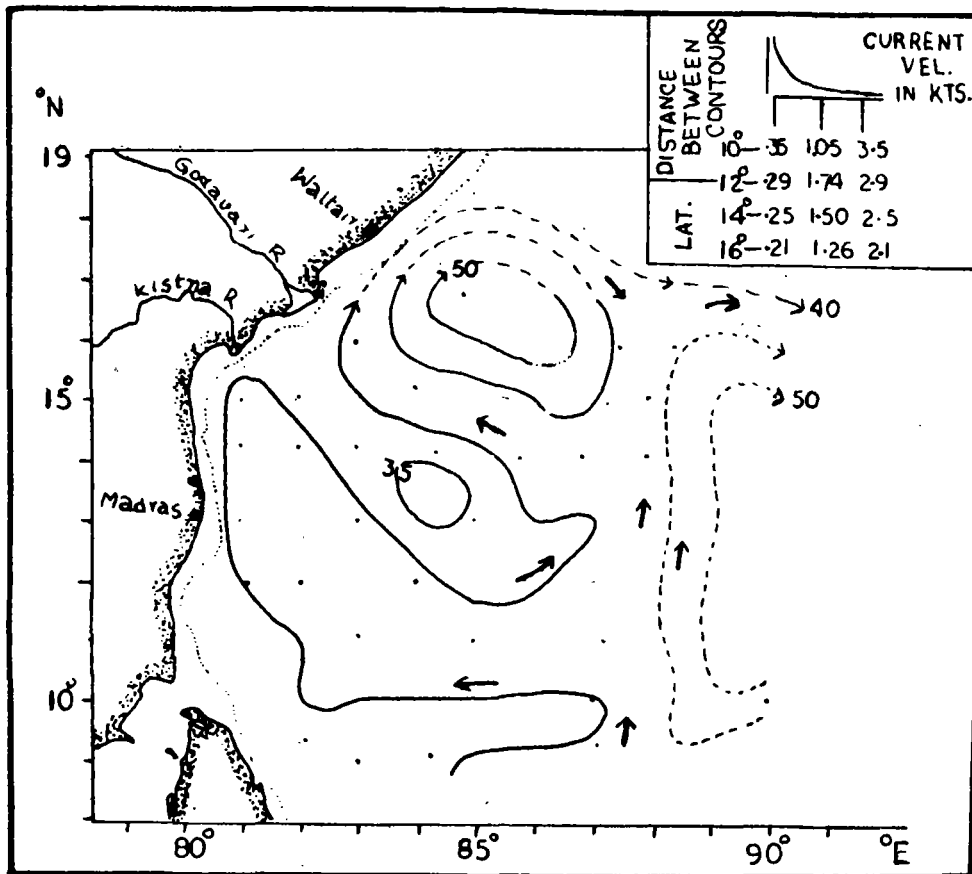 CURRENT
VEL.
IN KTS.
DISTANCE
BETWEEN
CONTOURS
LAT.
10°—.35 1.05 3.5
12°—.29 1.74 2.9
14°—.25 1.50 2.5
16°—.21 1.26 2.1
°N
19
15°
10°
Godavari R
Waltair
Kistna R
Madras
50
40
50
35
80°
85°
90°
°E